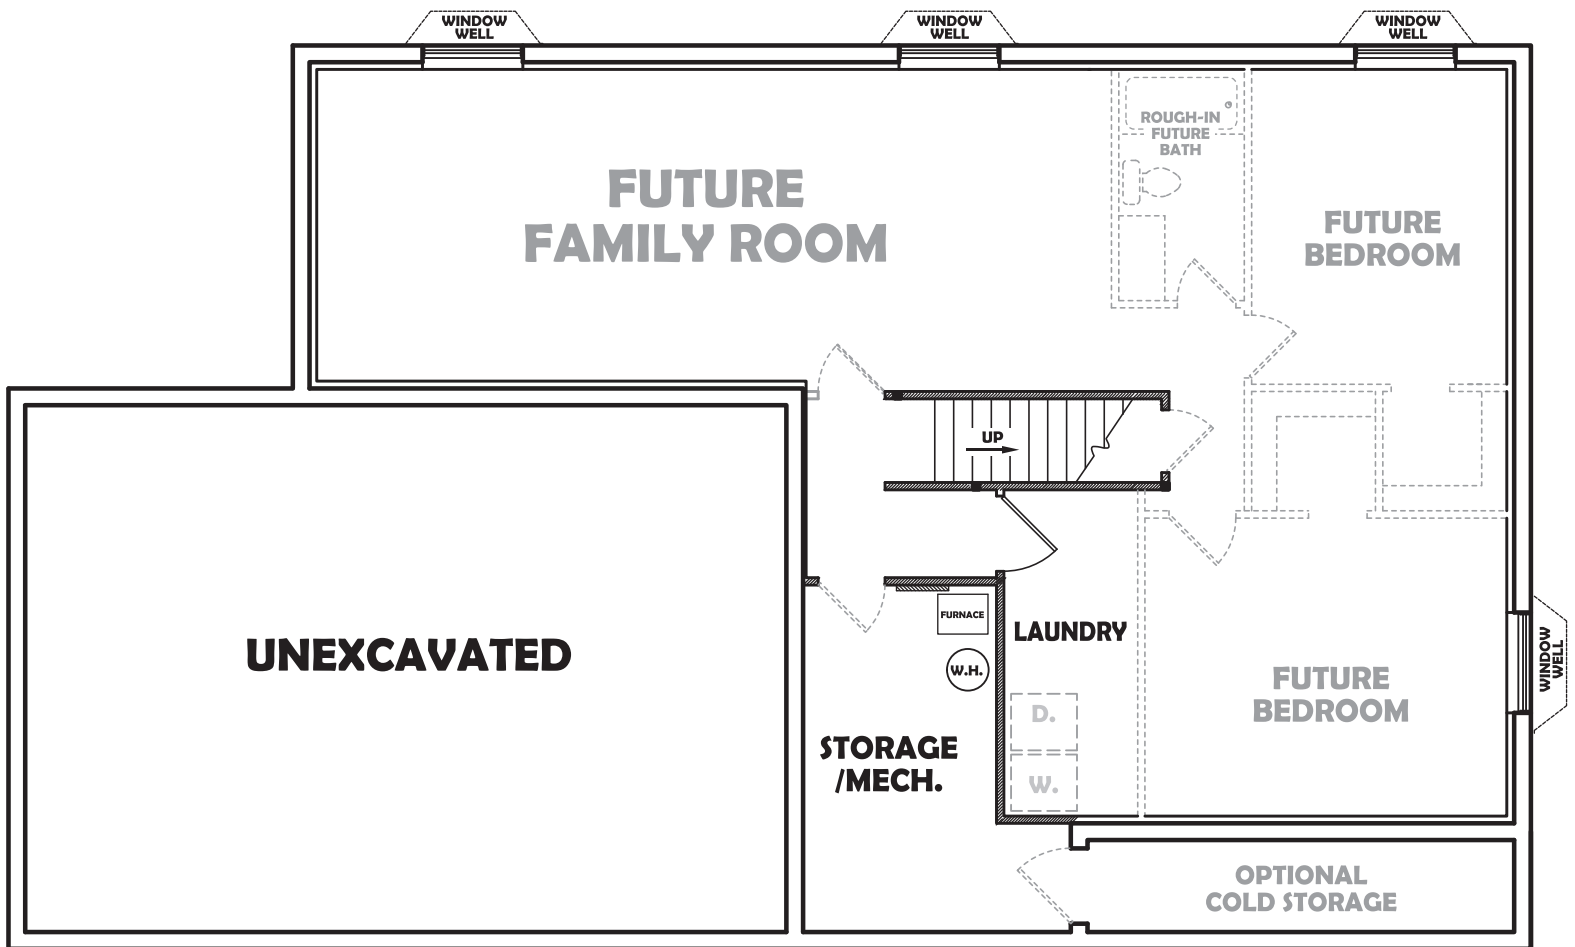 WINDOW
WELL
WINDOW
WELL
WINDOW
WELL
ROUGH-IN
FUTURE
BATH
FUTURE
FAMILY ROOM
FUTURE
BEDROOM
UP
UNEXCAVATED
FURNACE
W.H.
LAUNDRY
D.
W.
STORAGE
/MECH.
FUTURE
BEDROOM
WINDOW
WELL
OPTIONAL
COLD STORAGE